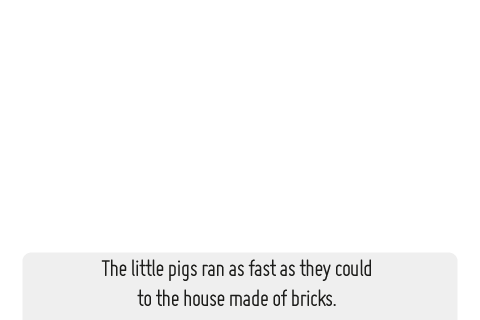 The little pigs ran as fast as they could
to the house made of bricks.